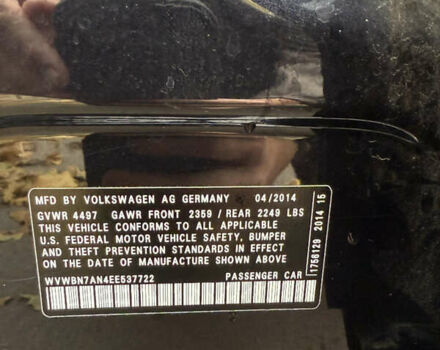 MFD BY VOLKSWAGEN AG GERMANY 04/2014
GVWR 4497 GAWR FRONT 2359 / REAR 2249 LBS
THIS VEHICLE CONFORMS TO ALL APPLICABLE
U.S. FEDERAL MOTOR VEHICLE SAFETY, BUMPER
AND THEFT PREVENTION STANDARDS IN EFFECT
ON THE DATE OF MANUFACTURE SHOWN ABOVE
WVWBN7AN4EE537722 PASSENGER CAR
1756129 2014 15